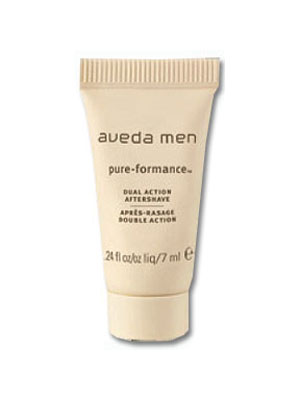 aveda men
pure-formance™
DUAL ACTION
AFTERSHAVE
APRÈS-RASAGE
DOUBLE ACTION
.24 fl oz/oz liq/7 ml ℮